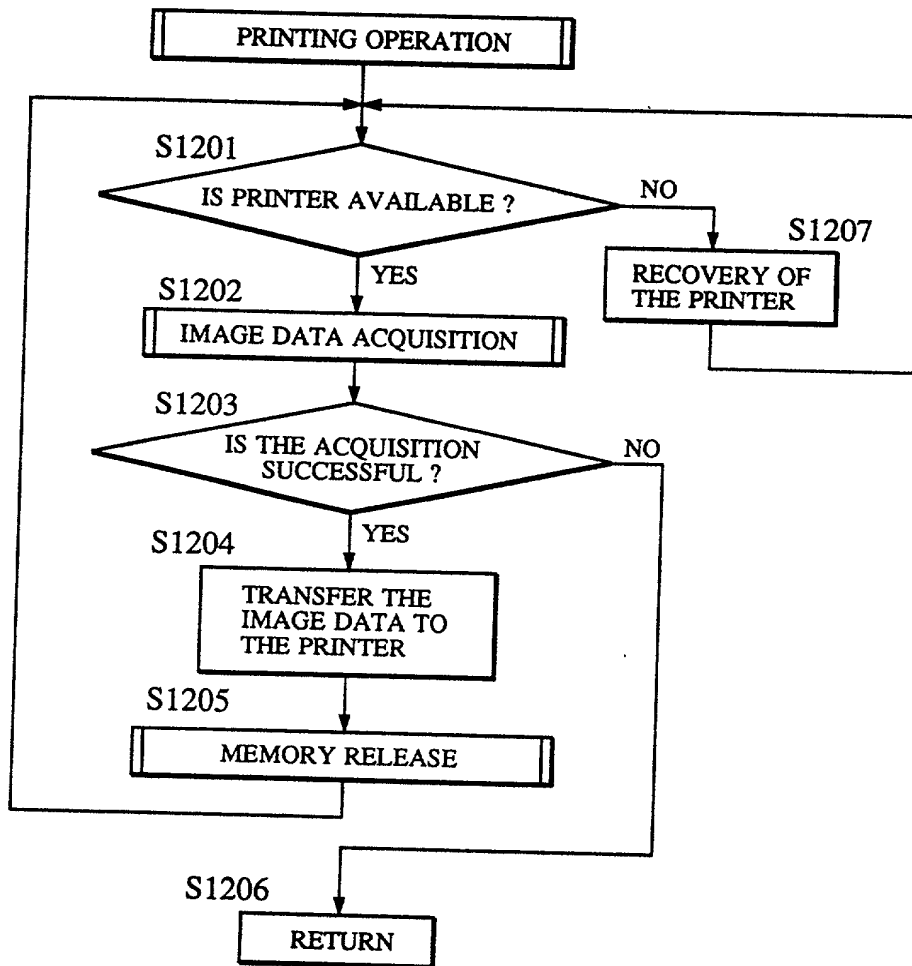 PRINTING OPERATION
S1201
IS PRINTER AVAILABLE ?
NO
S1207
RECOVERY OF
THE PRINTER
YES
S1202
IMAGE DATA ACQUISITION
S1203
IS THE ACQUISITION
SUCCESSFUL ?
NO
YES
S1204
TRANSFER THE
IMAGE DATA TO
THE PRINTER
S1205
MEMORY RELEASE
S1206
RETURN